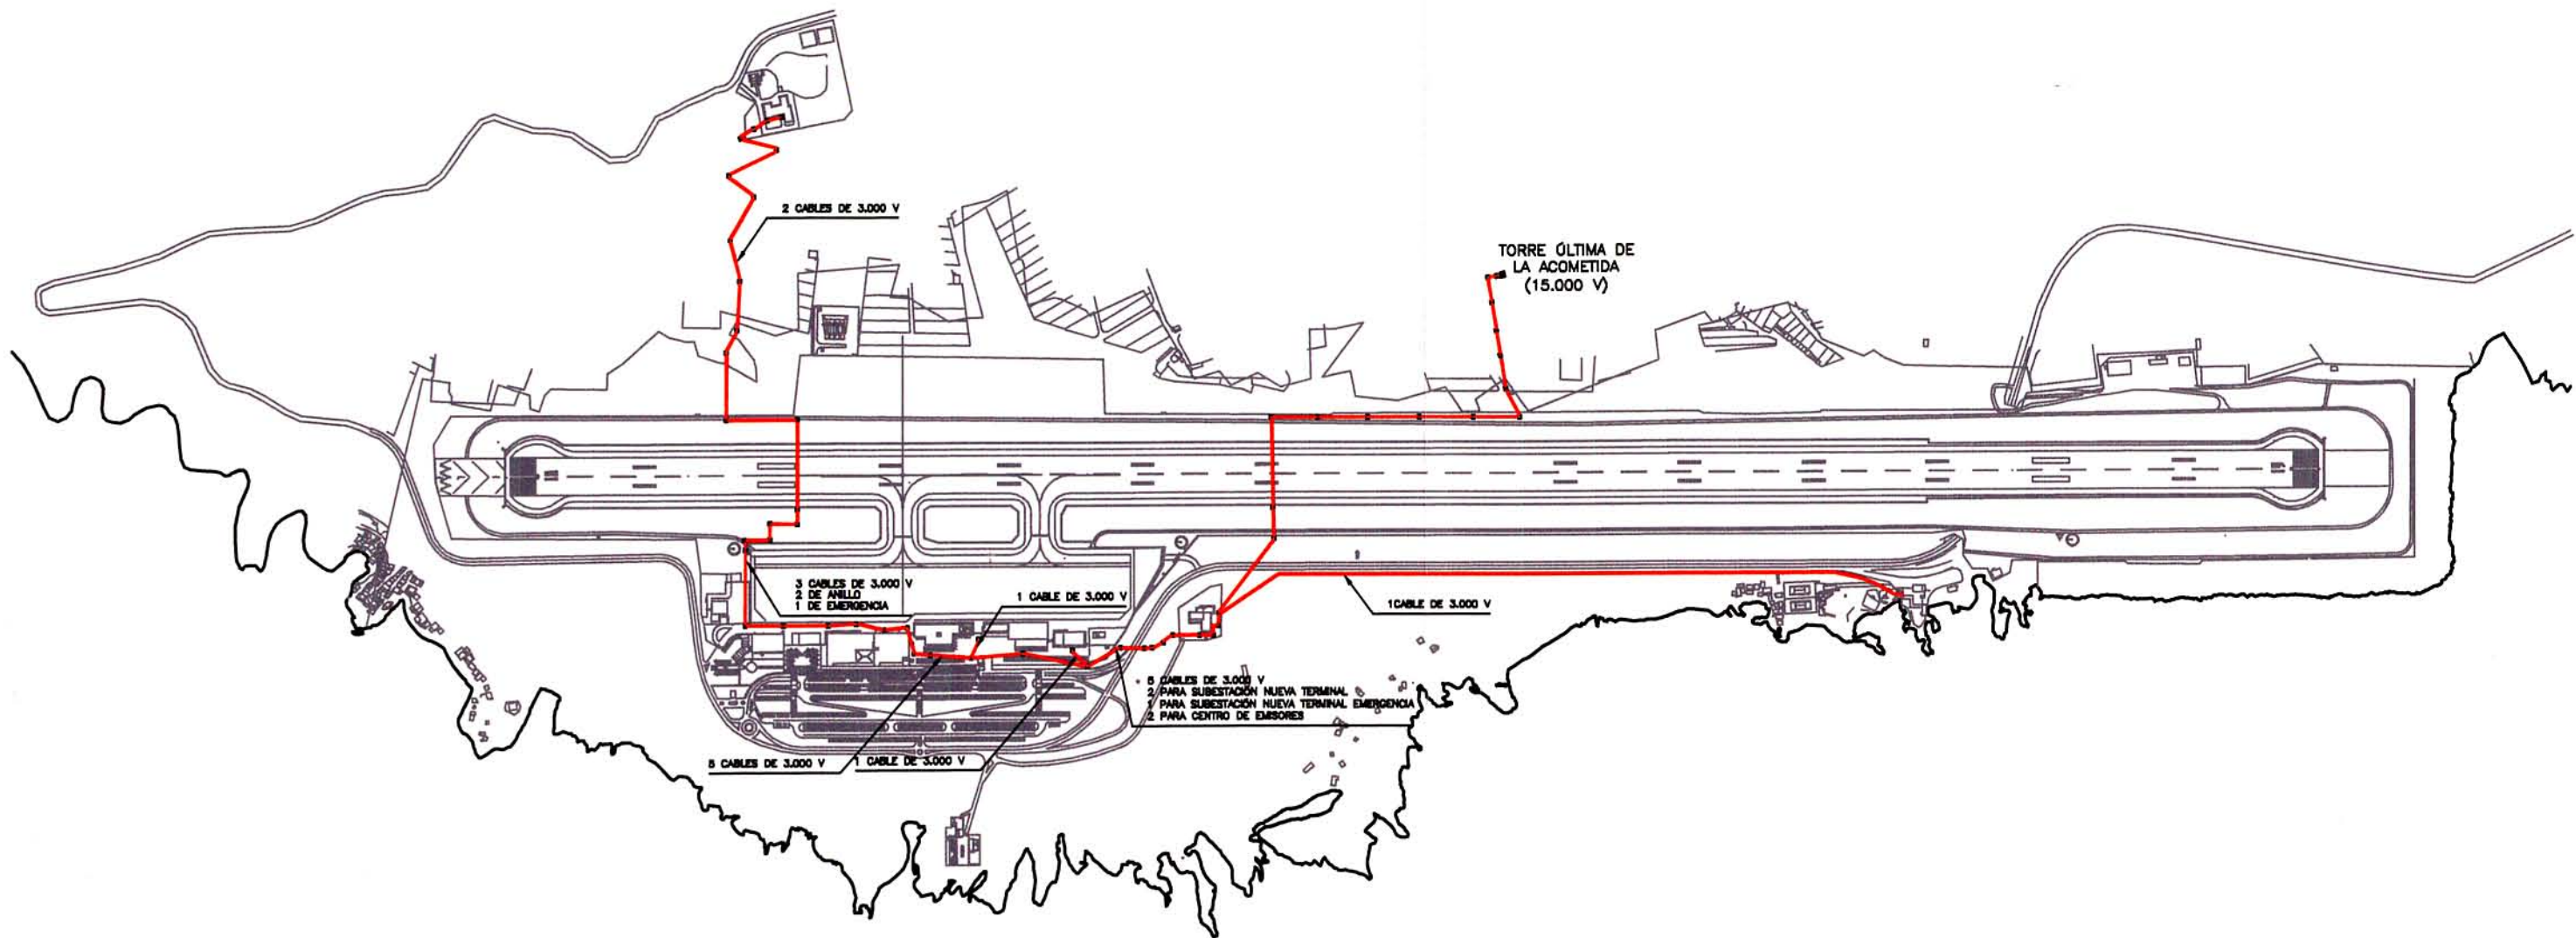 2 CABLES DE 3.000 V
TORRE ÚLTIMA DE
LA ACOMETIDA
(15.000 V)
3 CABLES DE 3.000 V
2 DE ANILLO
1 DE EMERGENCIA
1 CABLE DE 3.000 V
1CABLE DE 3.000 V
5 CABLES DE 3.000 V
2 PARA SUBESTACIÓN NUEVA TERMINAL
1 PARA SUBESTACIÓN NUEVA TERMINAL EMERGENCIA
2 PARA CENTRO DE EMISORES
5 CABLES DE 3.000 V
1 CABLE DE 3.000 V